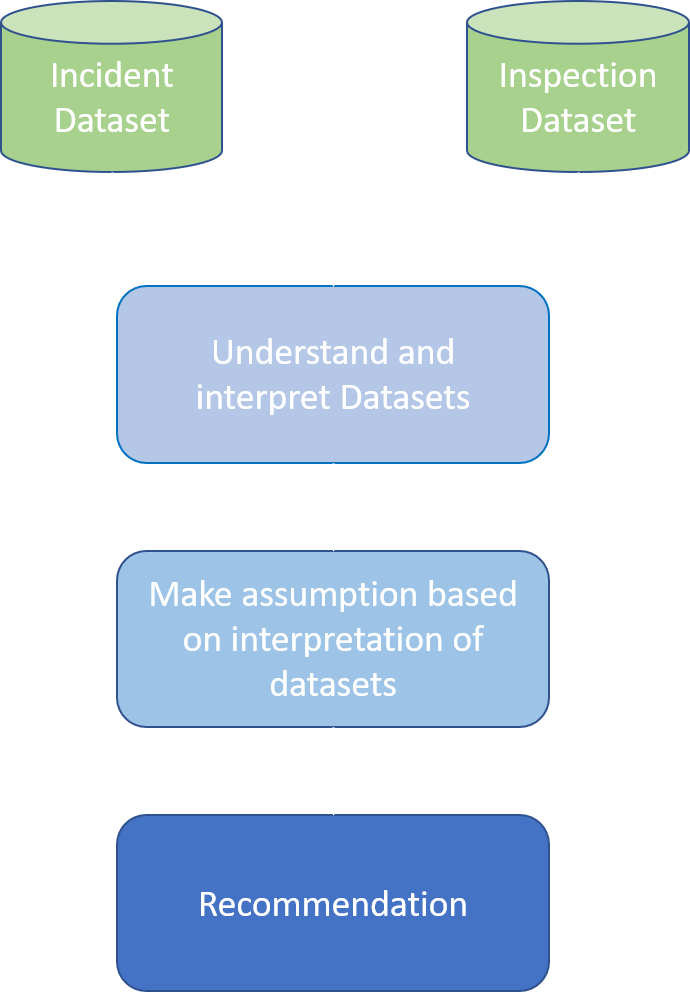 Incident
Dataset
Inspection
Dataset
Understand and
interpret Datasets
Make assumption based
on interpretation of
datasets
Recommendation